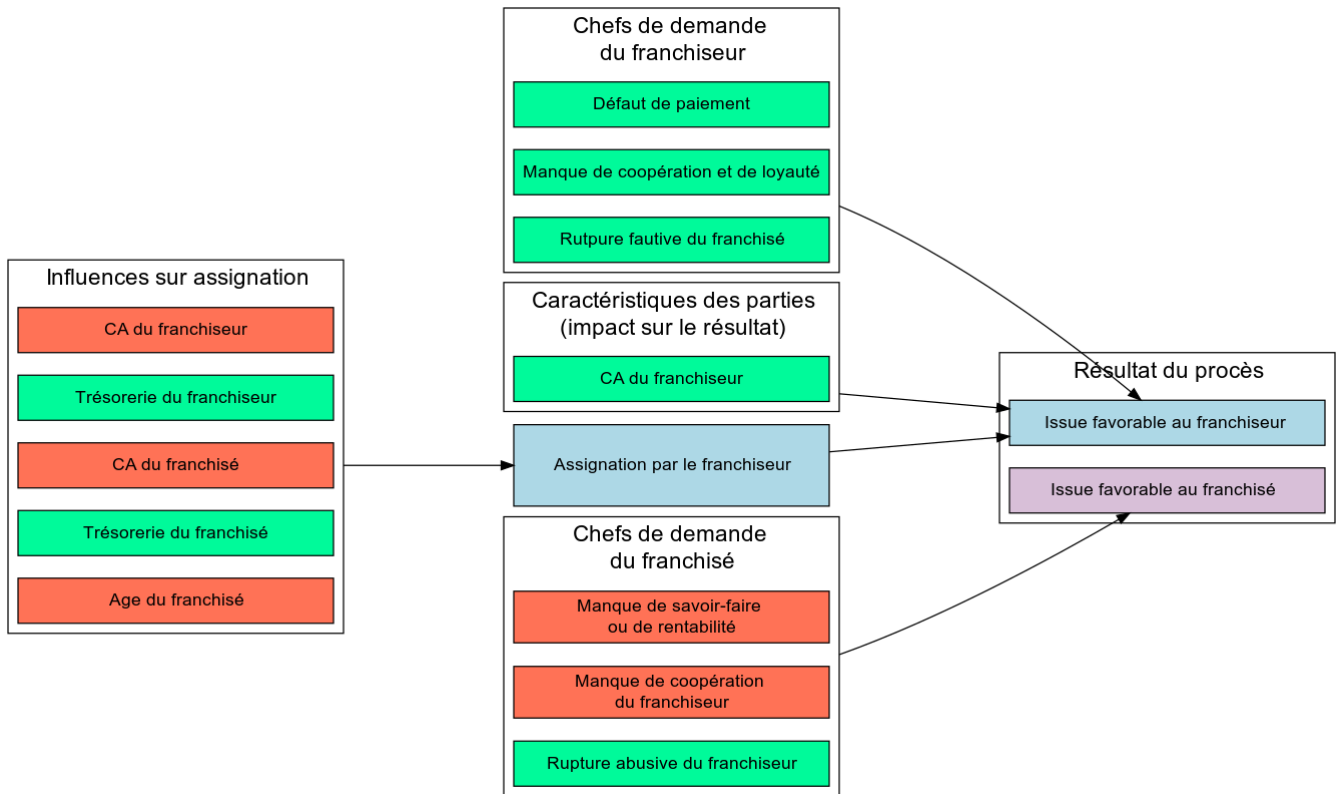 Influences sur assignation
CA du franchiseur
Trésorerie du franchiseur
CA du franchisé
Trésorerie du franchisé
Age du franchisé
Chefs de demande
du franchiseur
Défaut de paiement
Manque de coopération et de loyauté
Rutpure fautive du franchisé
Caractéristiques des parties
(impact sur le résultat)
CA du franchiseur
Assignation par le franchiseur
Chefs de demande
du franchisé
Manque de savoir-faire
ou de rentabilité
Manque de coopération
du franchiseur
Rupture abusive du franchiseur
Résultat du procès
Issue favorable au franchiseur
Issue favorable au franchisé